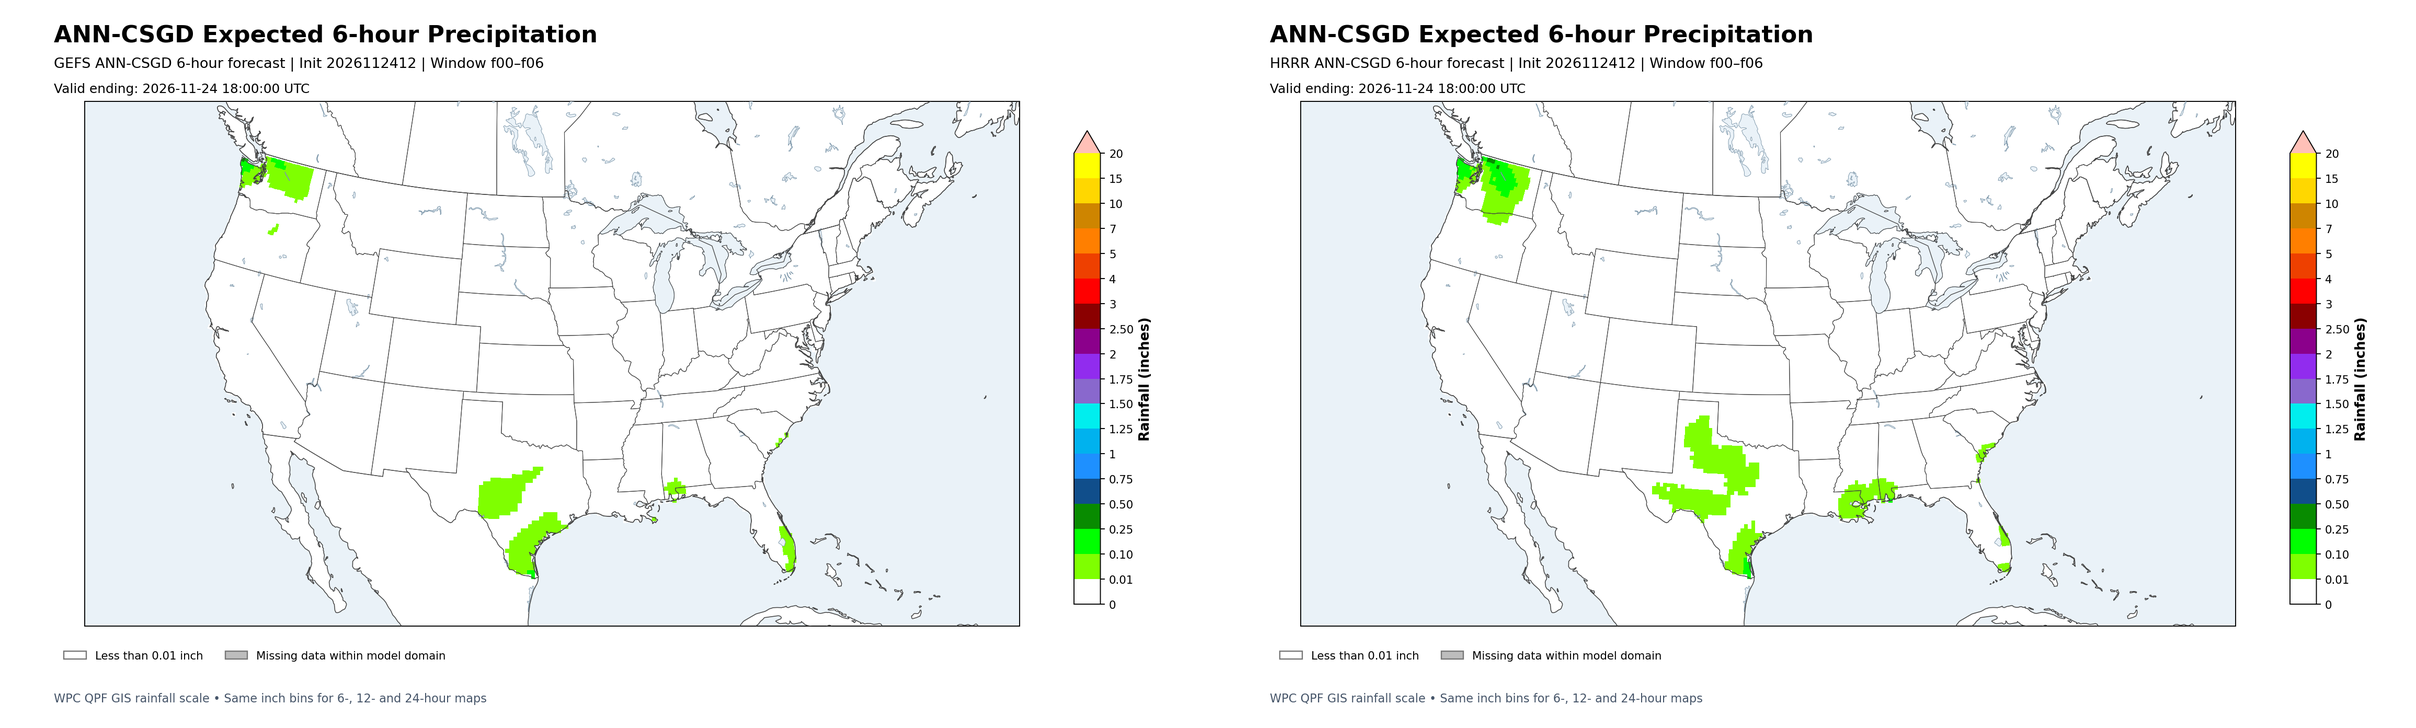 ANN-CSGD Expected 6-hour Precipitation
GEFS ANN-CSGD 6-hour forecast | Init 2026112412 | Window f00–f06
Valid ending: 2026-11-24 18:00:00 UTC
20
15
10
7
5
4
3
2.50
2
1.75
1.50
1.25
1
0.75
0.50
0.25
0.10
0.01
0
Rainfall (inches)
Less than 0.01 inch
Missing data within model domain
WPC QPF GIS rainfall scale • Same inch bins for 6-, 12- and 24-hour maps
ANN-CSGD Expected 6-hour Precipitation
HRRR ANN-CSGD 6-hour forecast | Init 2026112412 | Window f00–f06
Valid ending: 2026-11-24 18:00:00 UTC
20
15
10
7
5
4
3
2.50
2
1.75
1.50
1.25
1
0.75
0.50
0.25
0.10
0.01
0
Rainfall (inches)
Less than 0.01 inch
Missing data within model domain
WPC QPF GIS rainfall scale • Same inch bins for 6-, 12- and 24-hour maps